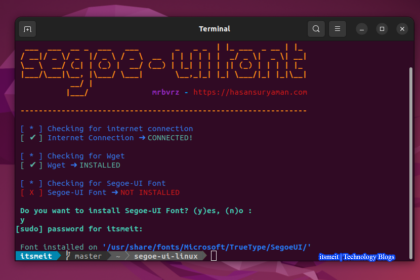 Terminal
segoe-ui font
mrbvrz - https://hasansuryaman.com
[ * ] Checking for internet connection
[ ✔ ] Internet Connection ➜ CONNECTED!
[ * ] Checking for Wget
[ ✔ ] Wget ➜ INSTALLED
[ * ] Checking for Segoe-UI Font
[ X ] Segoe-UI Font ➜ NOT INSTALLED
Do you want to install Segoe-UI Font? (y)es, (n)o :
y
[sudo] password for itsmeit:
Font installed on '/usr/share/fonts/Microsoft/TrueType/SegoeUI/'
itsmeit master ~ segoe-ui-linux
itsmeit | Technology Blogs